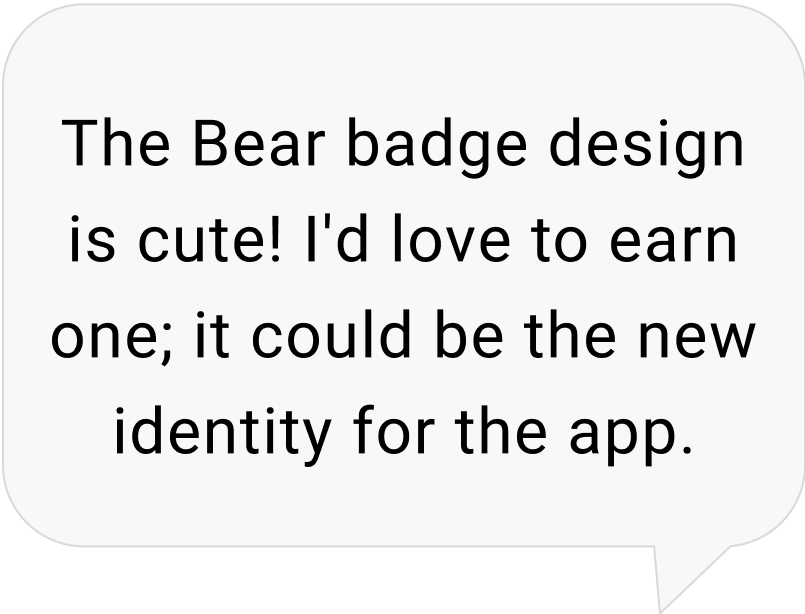 The Bear badge design
is cute! I'd love to earn
one; it could be the new
identity for the app.